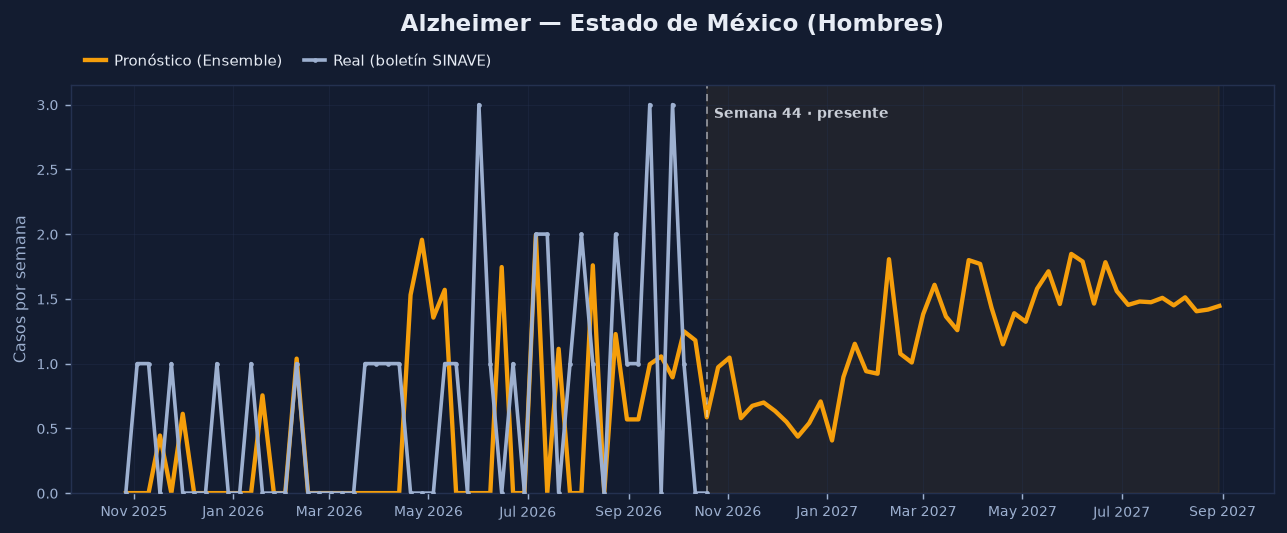 Alzheimer — Estado de México (Hombres)
Pronóstico (Ensemble)
Real (boletín SINAVE)
Semana 44 · presente
Casos por semana
3.0
2.5
2.0
1.5
1.0
0.5
0.0
Nov 2025
Jan 2026
Mar 2026
May 2026
Jul 2026
Sep 2026
Nov 2026
Jan 2027
Mar 2027
May 2027
Jul 2027
Sep 2027